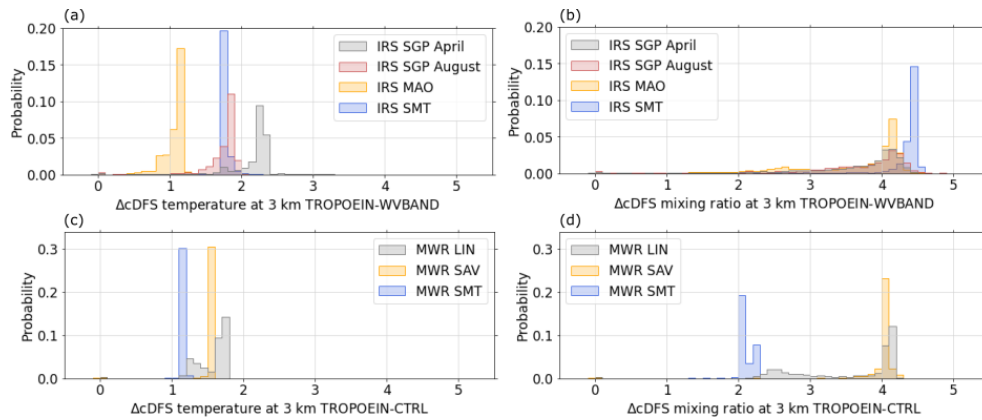 (a)
0.20
0.15
0.10
0.05
0.00
Probability
IRS SGP April
IRS SGP August
IRS MAO
IRS SMT
0 1 2 3 4 5
ΔcDFS temperature at 3 km TROPOEIN-WVBAND
(b)
0.20
0.15
0.10
0.05
0.00
Probability
IRS SGP April
IRS SGP August
IRS MAO
IRS SMT
0 1 2 3 4 5
ΔcDFS mixing ratio at 3 km TROPOEIN-WVBAND
(c)
0.3
0.2
0.1
0.0
Probability
MWR LIN
MWR SAV
MWR SMT
0 1 2 3 4 5
ΔcDFS temperature at 3 km TROPOEIN-CTRL
(d)
0.3
0.2
0.1
0.0
Probability
MWR LIN
MWR SAV
MWR SMT
0 1 2 3 4 5
ΔcDFS mixing ratio at 3 km TROPOEIN-CTRL